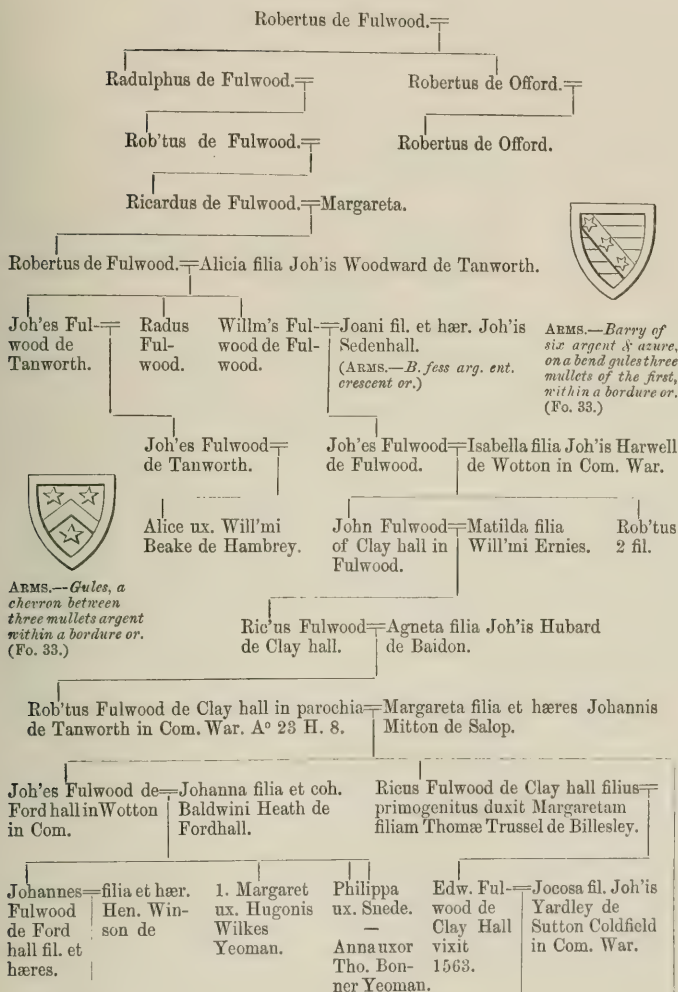 Robertus de Fulwood.
Radulphus de Fulwood.
Robertus de Offord.
Rob'tus de Fulwood.
Robertus de Offord.
Ricardus de Fulwood. Margareta.
Robertus de Fulwood. Alicia filia Joh'is Woodward de Tanworth.
Joh'es Ful-
wood de
Tanworth.
Radus
Ful-
wood.
Willm's Ful-
wood de Ful-
wood.
Joani fil. et hær. Joh'is
Sedenhall.
(ARMS.—B. fess arg. ent.
crescent or.)
ARMS.—Barry of
six argent & azure,
on a bend gules three
mullets of the first,
within a bordure or.
(Fo. 33.)
Joh'es Fulwood
de Tanworth.
Joh'es Fulwood
de Fulwood.
Isabella filia Joh'is Harwell
de Wotton in Com. War.
Alice ux. Will'mi
Beake de Hambrey.
John Fulwood
of Clay hall in
Fulwood.
Matilda filia
Will'mi Ernies.
Rob'tus
2 fil.
ARMS.—Gules, a
chevron between
three mullets argent
within a bordure or.
(Fo. 33.)
Ric'us Fulwood
de Clay hall.
Agneta filia Joh'is Hubard
de Baidon.
Rob'tus Fulwood de Clay hall in parochia
de Tanworth in Com. War. Aº 23 H. 8.
Margareta filia et hæres Johannis
Mitton de Salop.
Joh'es Fulwood de
Ford hall in Wotton
in Com.
Johanna filia et coh.
Baldwini Heath de
Fordhall.
Ricus Fulwood de Clay hall filius
primogenitus duxit Margaretam
filiam Thomæ Trussel de Billesley.
Johannes
Fulwood
de Ford
hall fil. et
hæres.
filia et hær.
Hen. Win-
son de
1. Margaret
ux. Hugonis
Wilkes
Yeoman.
Philippa
ux. Snede.
—
Anna uxor
Tho. Bon-
ner Yeoman.
Edw. Ful-
wood de
Clay Hall
vixit
1563.
Jocosa fil. Joh'is
Yardley de
Sutton Coldfield
in Com. War.